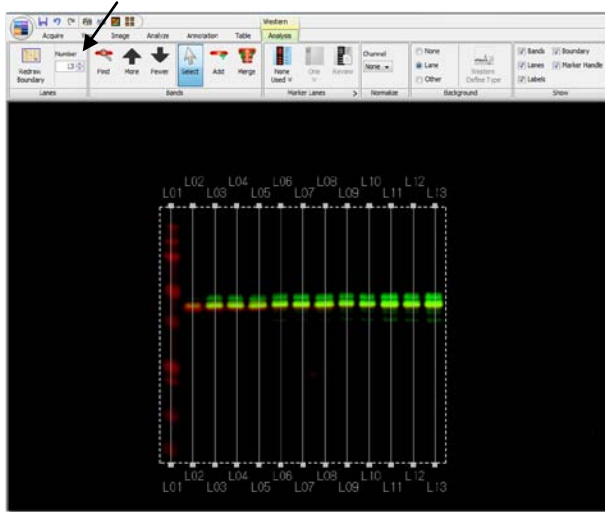 Western
Acquire Image Analyze Annotation Table Analysis
Number
13
Redraw Boundary
Find More Fewer Select Add Merge
None Used
One
Review
Channel
None
None
Lane
Other
Western
Define Type
Bands Boundary
Lanes Marker Handle
Labels
Lanes Bands Marker Lanes Normalize Background Show
L02 L04 L06 L08 L10 L12
L01 L03 L05 L07 L09 L11 L13
L02 L04 L06 L08 L10 L12
L01 L03 L05 L07 L09 L11 L13